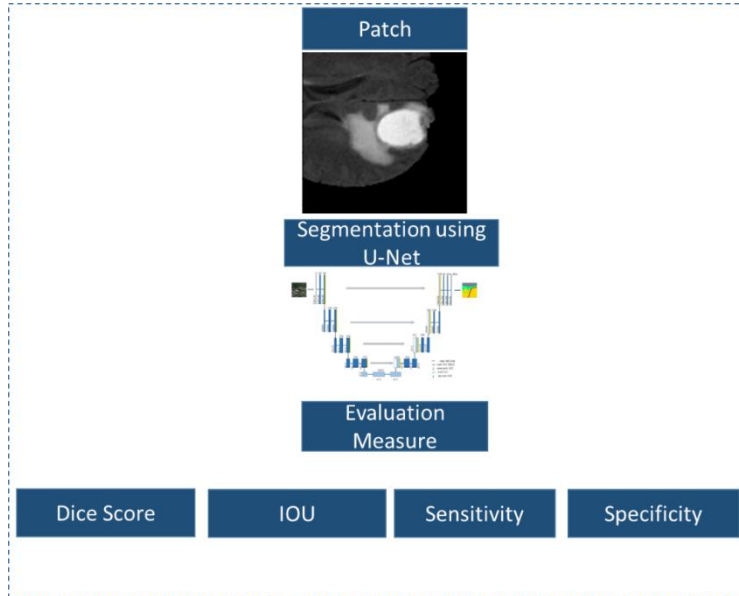 Patch
Segmentation using
U-Net
Evaluation
Measure
Dice Score
IOU
Sensitivity
Specificity